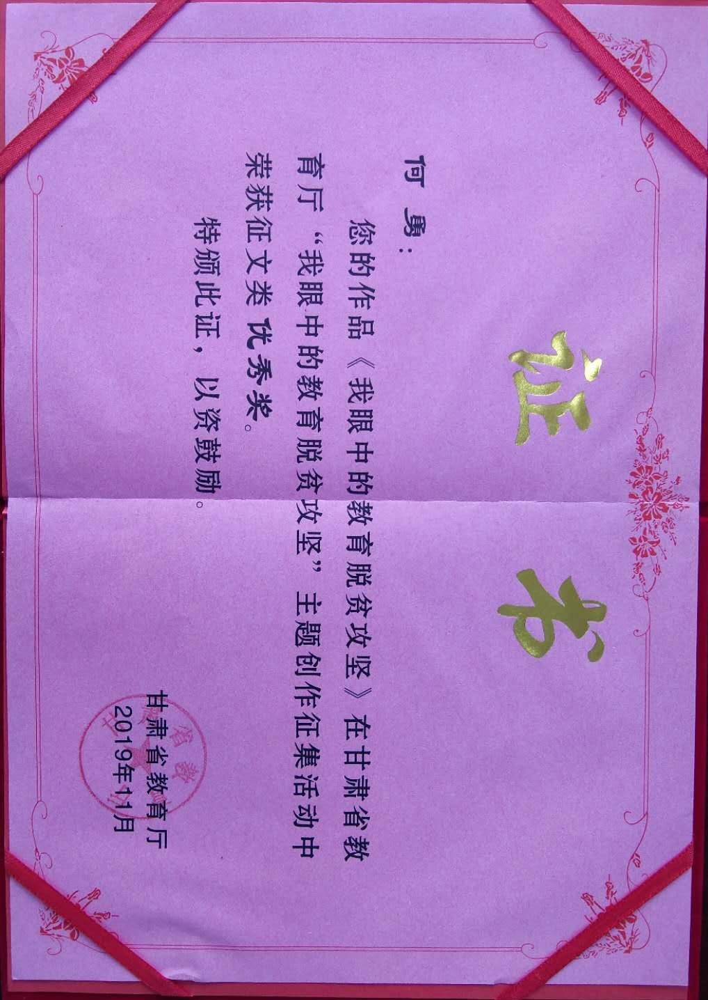 证书
何勇：
您的作品《我眼中的教育脱贫攻坚》在甘肃省教
育厅“我眼中的教育脱贫攻坚”主题创作征集活动中
荣获征文类优秀奖。
特颁此证，以资鼓励。
甘肃省教育厅
2019年11月